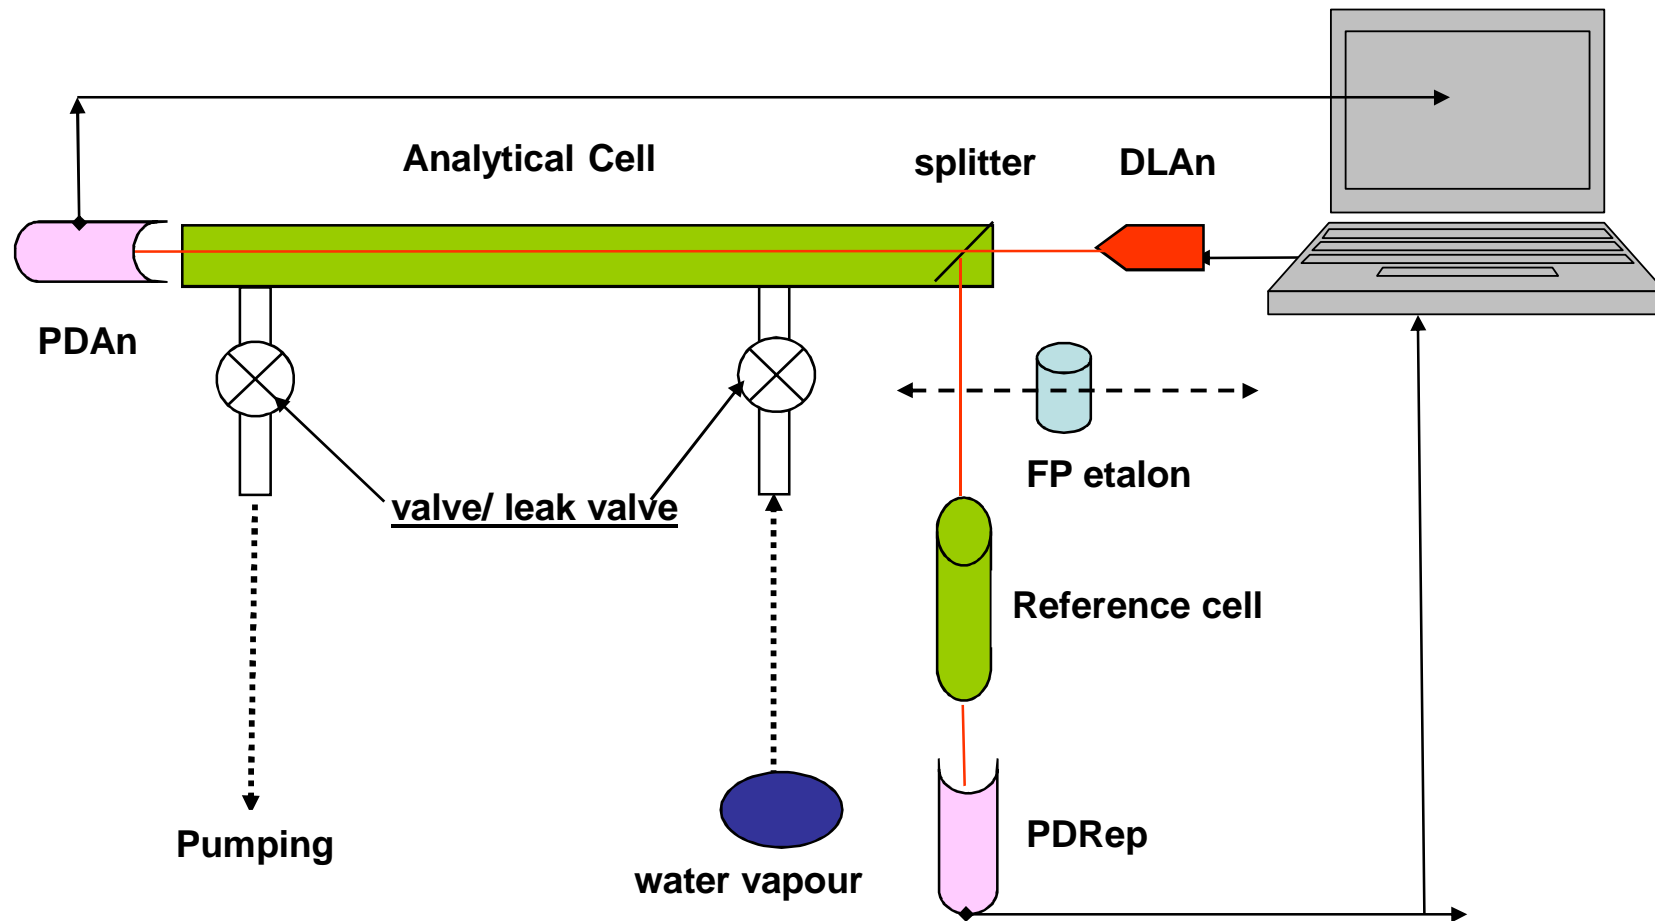 Analytical Cell
splitter
DLAn
PDAn
FP etalon
valve/ leak valve
Reference cell
Pumping
PDRep
water vapour